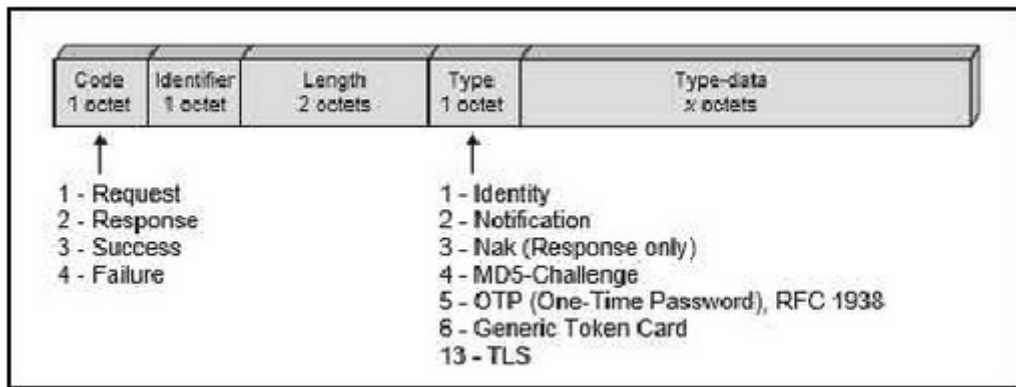 Code Identifier Length Type Type-data
1 octet 1 octet 2 octets 1 octet x octets
1 - Request
2 - Response
3 - Success
4 - Failure
1 - Identity
2 - Notification
3 - Nak (Response only)
4 - MD5-Challenge
5 - OTP (One-Time Password), RFC 1938
6 - Generic Token Card
13 - TLS